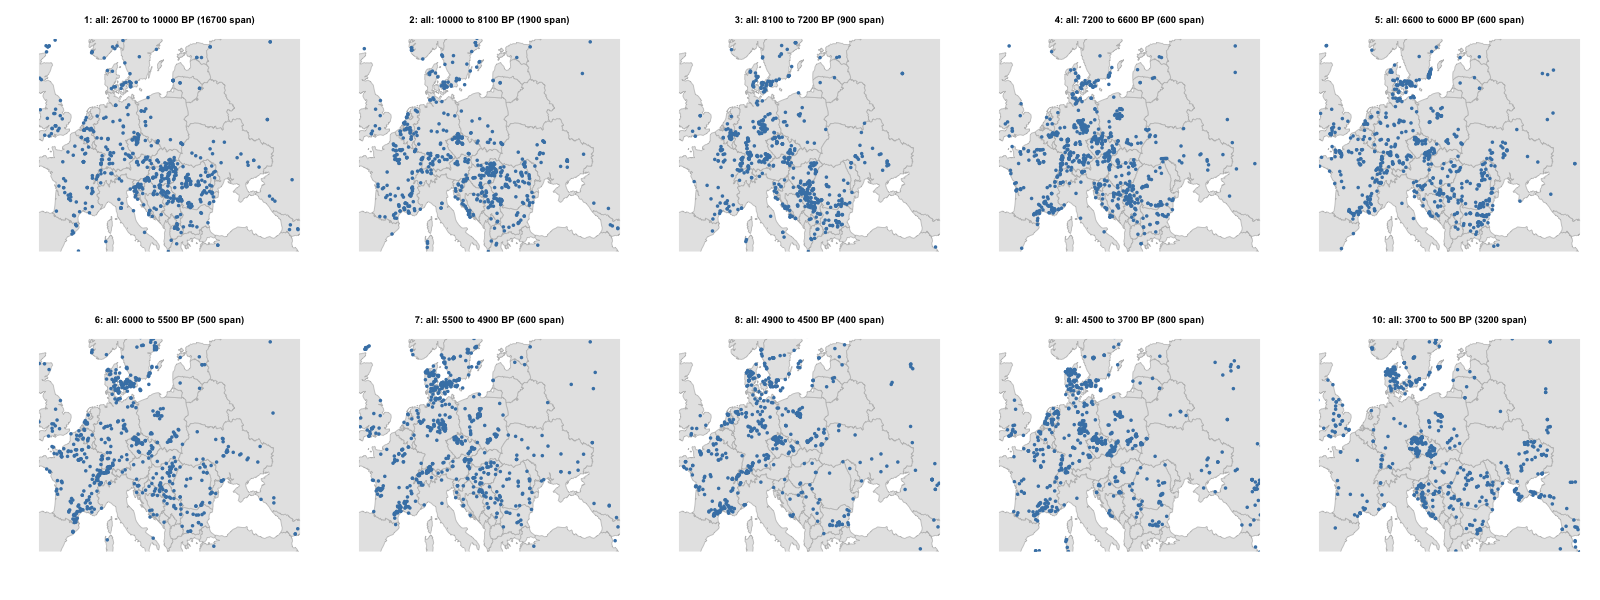 1: all: 26700 to 10000 BP (16700 span)
2: all: 10000 to 8100 BP (1900 span)
3: all: 8100 to 7200 BP (900 span)
4: all: 7200 to 6600 BP (600 span)
5: all: 6600 to 6000 BP (600 span)
6: all: 6000 to 5500 BP (500 span)
7: all: 5500 to 4900 BP (600 span)
8: all: 4900 to 4500 BP (400 span)
9: all: 4500 to 3700 BP (800 span)
10: all: 3700 to 500 BP (3200 span)